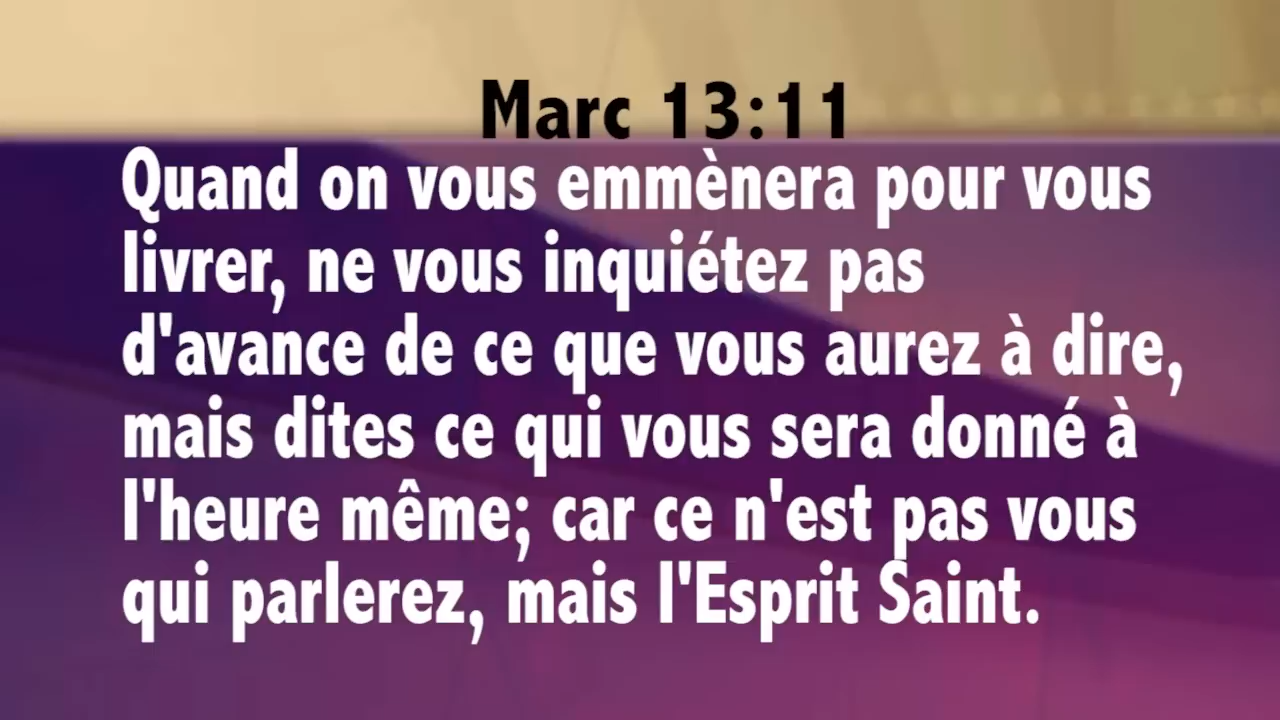 Marc 13:11
Quand on vous emmènera pour vous
livrer, ne vous inquiétez pas
d'avance de ce que vous aurez à dire,
mais dites ce qui vous sera donné à
l'heure même; car ce n'est pas vous
qui parlerez, mais l'Esprit Saint.